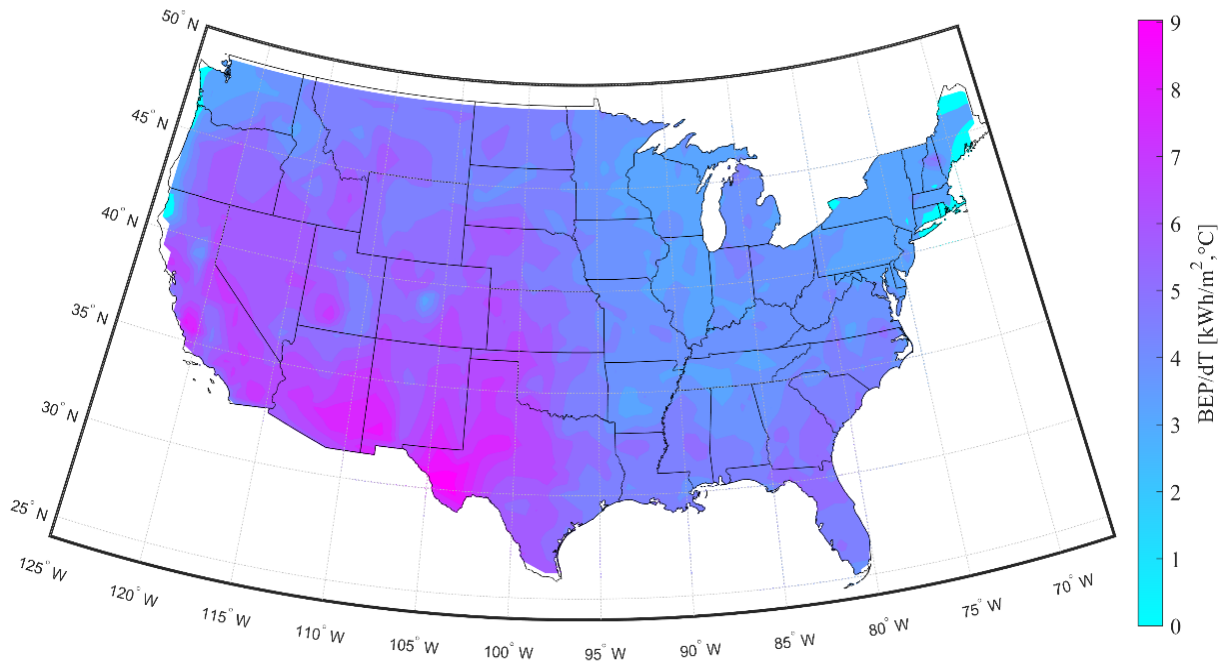 50° N
45° N
40° N
35° N
30° N
25° N
125° W
120° W
115° W
110° W
105° W
100° W
95° W
90° W
85° W
80° W
75° W
70° W
9
8
7
6
5
4
3
2
1
0
BEP/dT [kWh/m², °C]